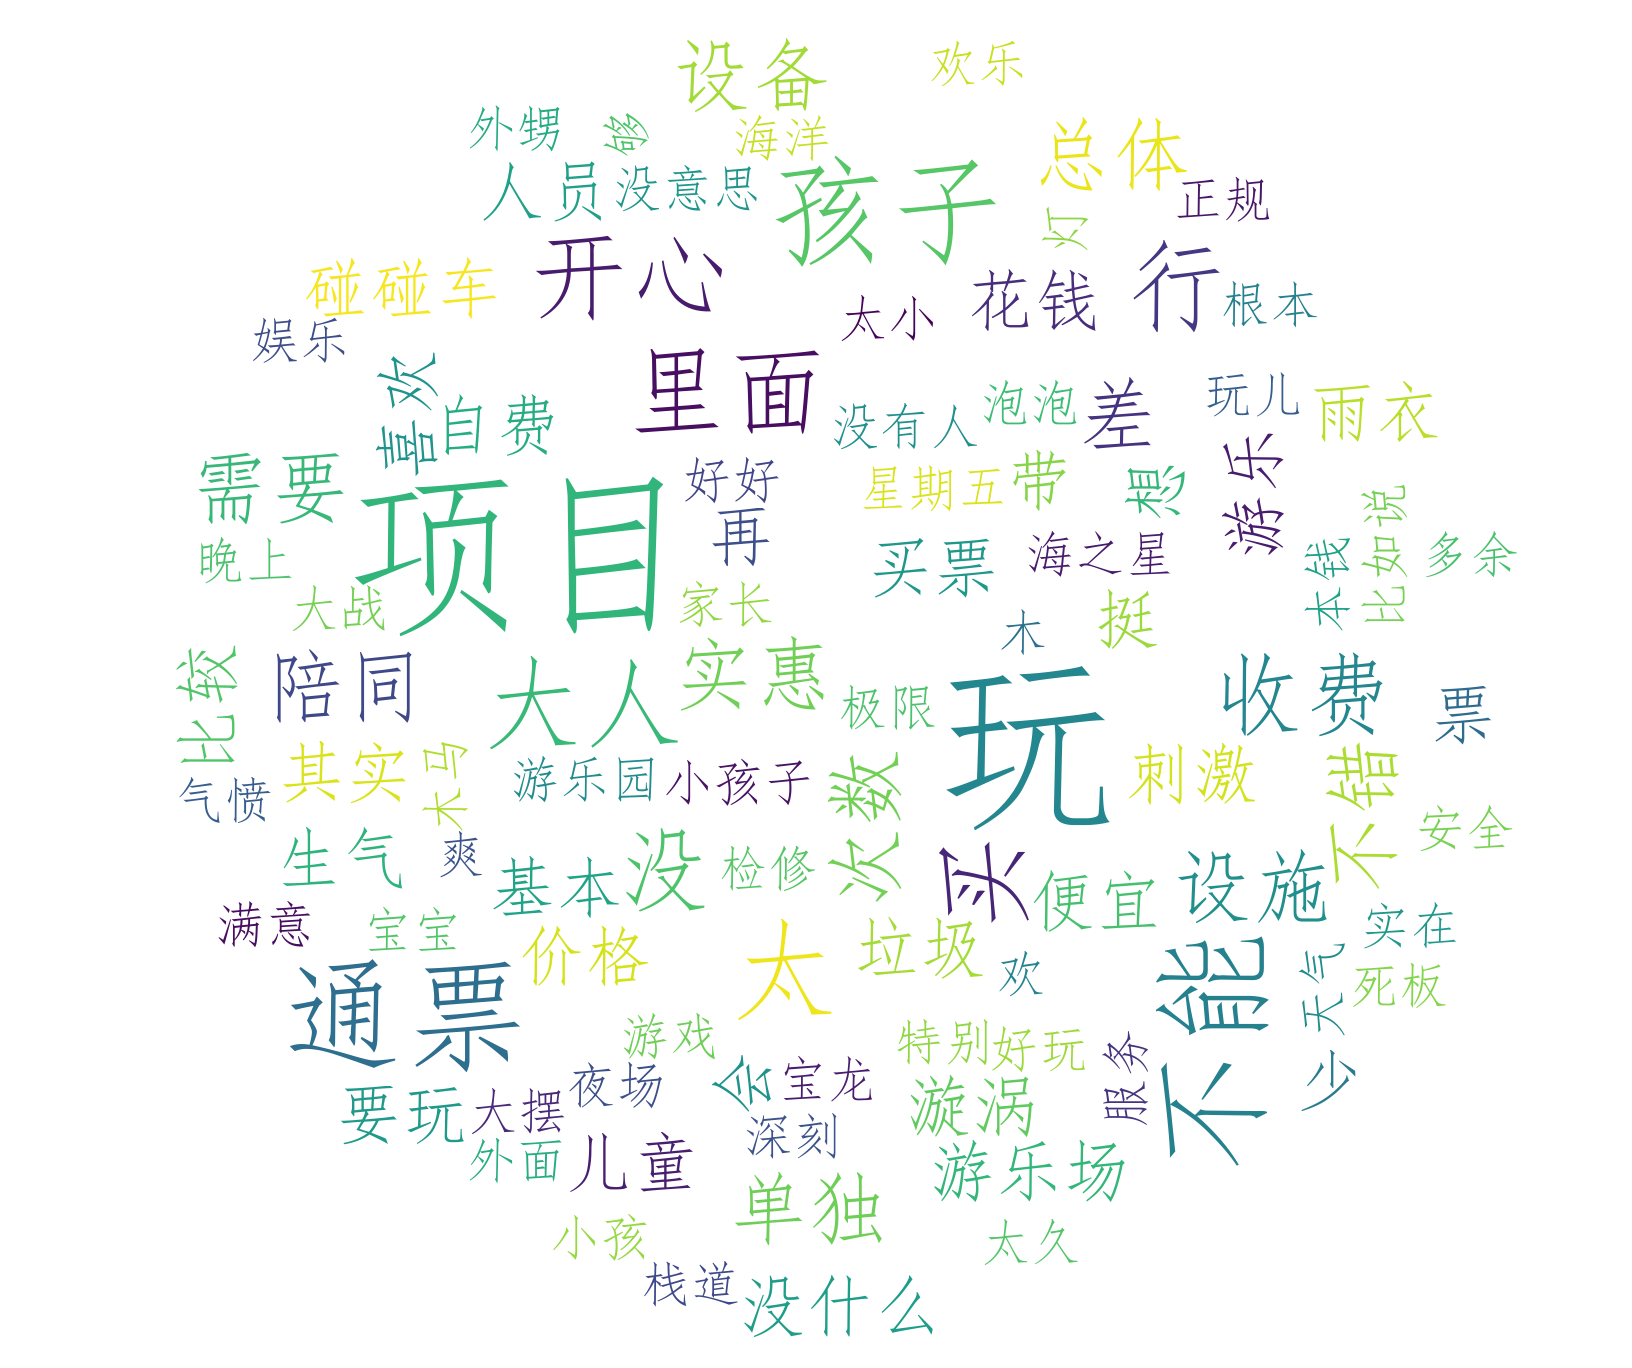 设备
欢乐
外甥
够
海洋
总体
人员
没意思
孩子
正规
灯
碰碰车
开心
太小
花钱
行
根本
娱乐
里面
喜欢
自费
没有人
泡泡
差
玩儿
雨衣
需要
项目
好好
星期五
带
想
游乐
再
晚上
买票
海之星
本钱
比如说
多余
大战
家长
木
挺
比较
陪同
大人
实惠
极限
玩
收费
票
其实
木马
游乐园
小孩子
次数
刺激
不错
气愤
生气
爽
基本
没
检修
买
便宜
设施
安全
满意
宝宝
价格
太
垃圾
欢
不能
天气
实在
死板
通票
游戏
特别
好玩
服务
少
要玩
大摆
夜场
会
宝龙
漩涡
外面
儿童
深刻
游乐场
单独
小孩
太久
栈道
没什么